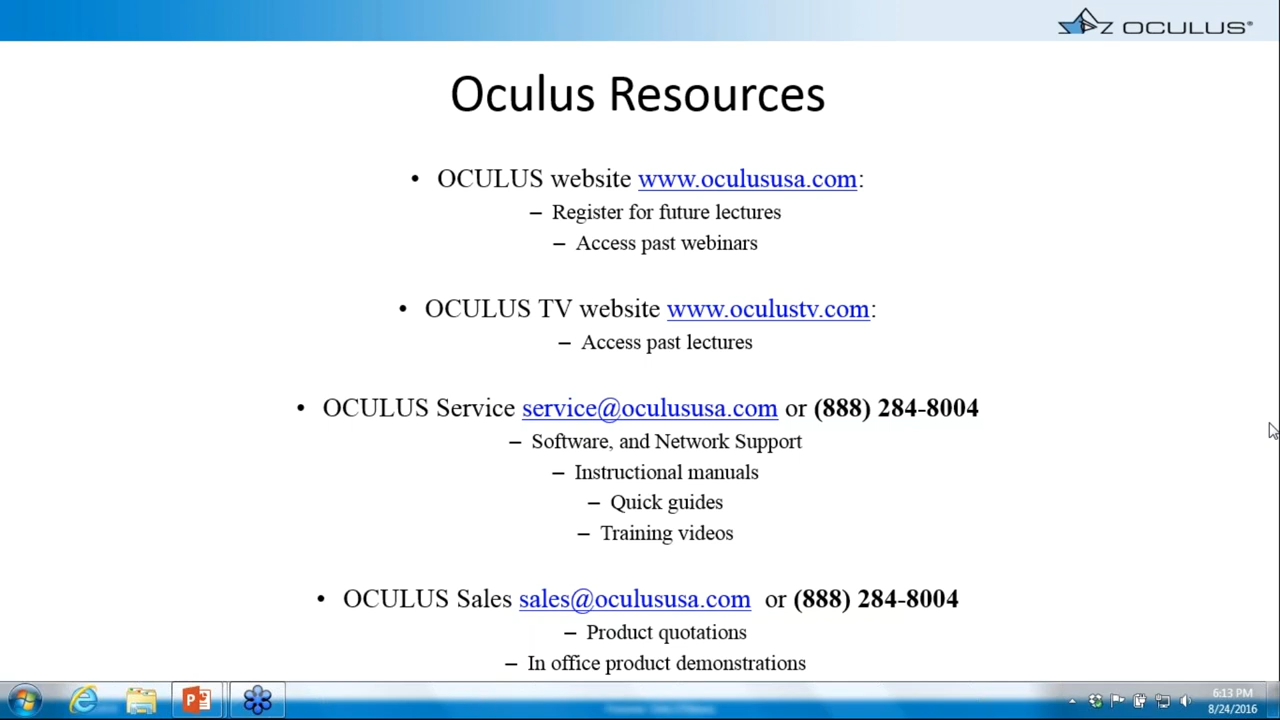 OCULUS®
Oculus Resources
• OCULUS website www.oculususa.com:
– Register for future lectures
– Access past webinars
• OCULUS TV website www.oculustv.com:
– Access past lectures
• OCULUS Service service@oculususa.com or (888) 284-8004
– Software, and Network Support
– Instructional manuals
– Quick guides
– Training videos
• OCULUS Sales sales@oculususa.com or (888) 284-8004
– Product quotations
– In office product demonstrations
6:13 PM
8/24/2016